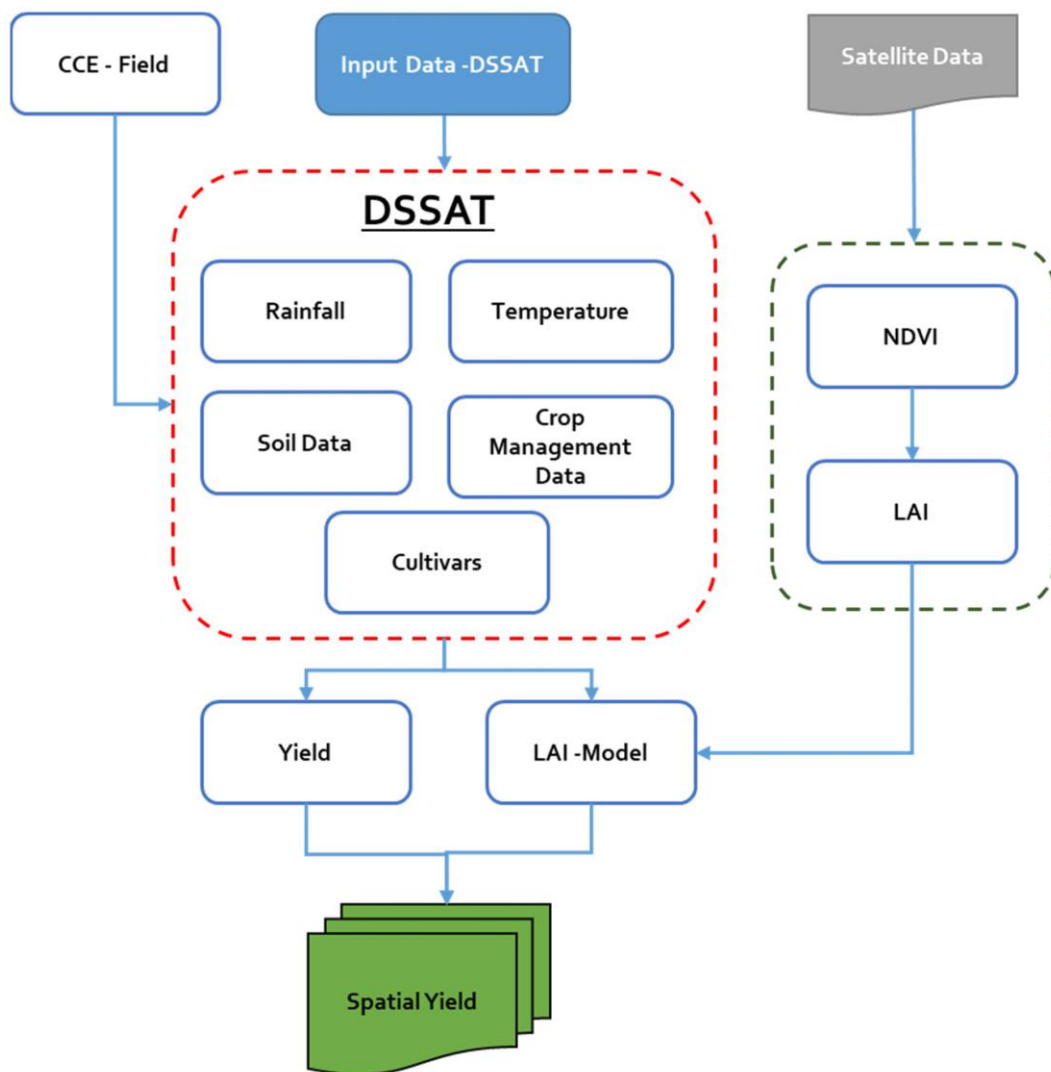 CCE - Field
Input Data -DSSAT
Satellite Data
DSSAT
Rainfall
Temperature
Soil Data
Crop
Management
Data
Cultivars
NDVI
LAI
Yield
LAI -Model
Spatial Yield